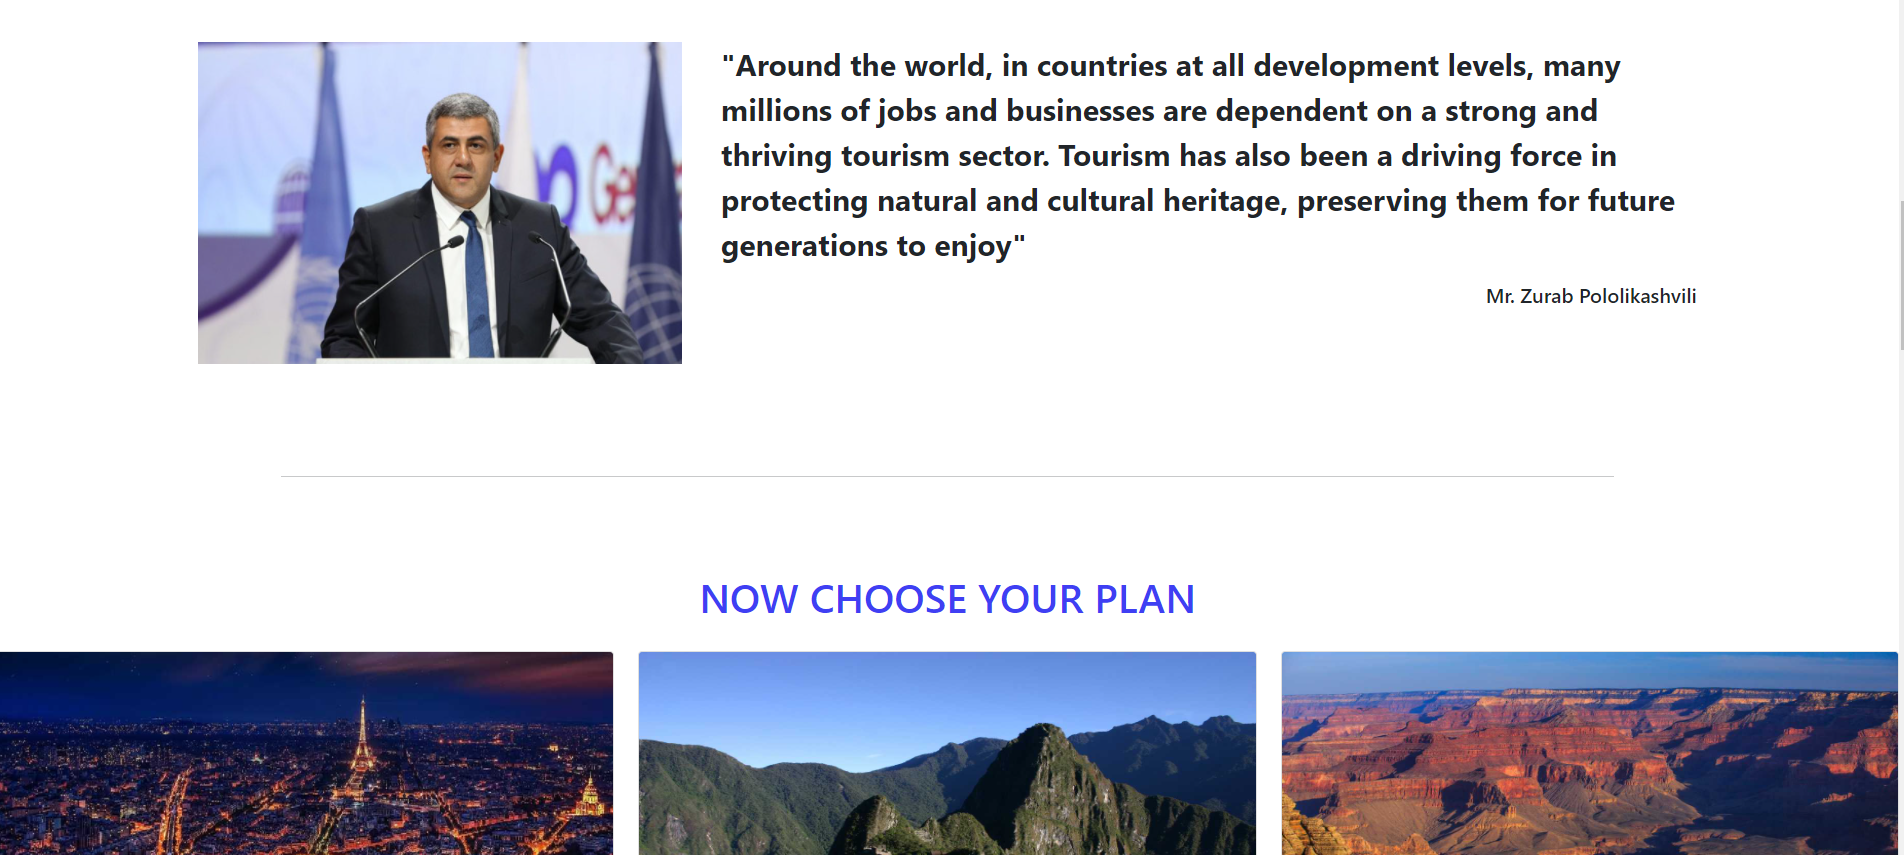 "Around the world, in countries at all development levels, many
millions of jobs and businesses are dependent on a strong and
thriving tourism sector. Tourism has also been a driving force in
protecting natural and cultural heritage, preserving them for future
generations to enjoy"
Mr. Zurab Pololikashvili
NOW CHOOSE YOUR PLAN